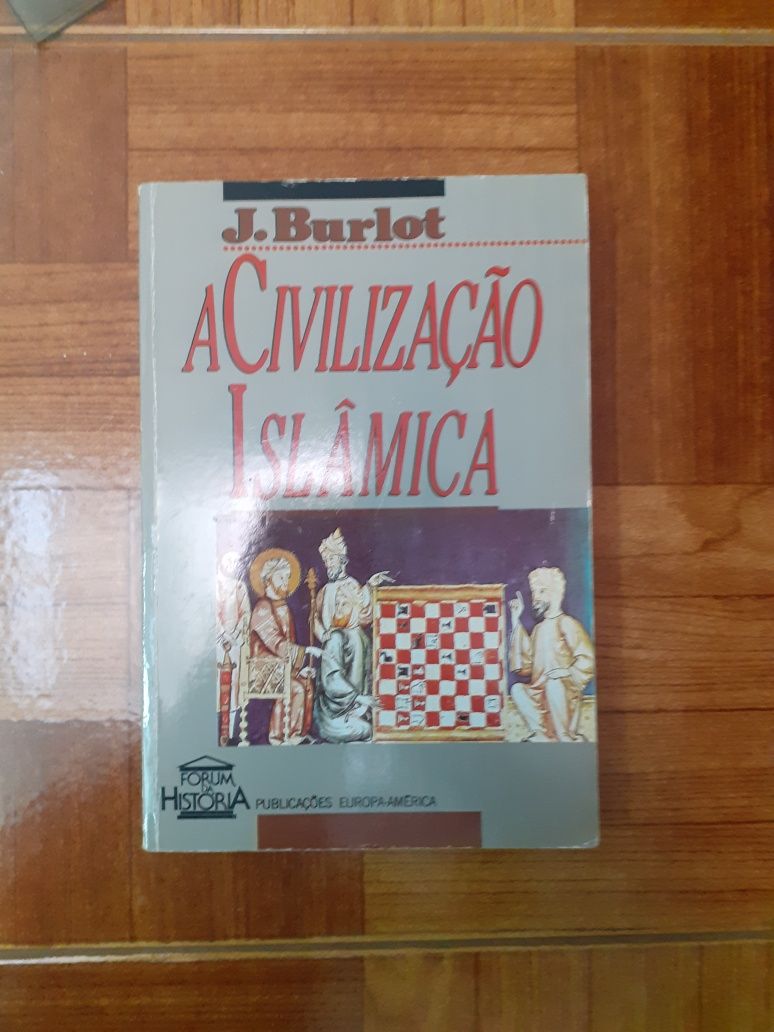 J. Burlot
A CIVILIZAÇÃO
ISLÂMICA
FORUM
DA
HISTÓRIA
PUBLICAÇÕES EUROPA-AMÉRICA